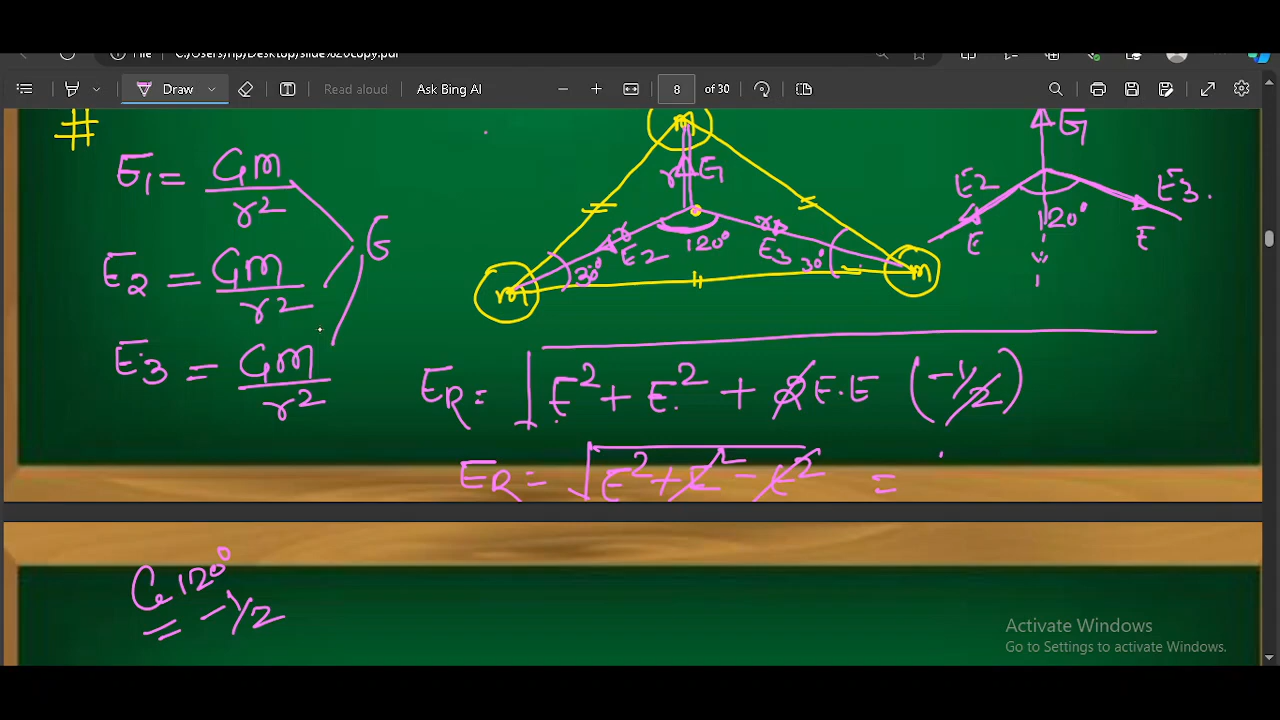 File C:/Users/hp/Desktop/slide%20copy.pdf
Draw
Read aloud
Ask Bing AI
8 of 30
#
m
E1 = Gm/r²
r E1
E1
E2 = Gm/r²
E
r E2 120° r E3
30° 30°
m m
E2 E3.
E 120° E
E3 = Gm/r²
ER = √E² + E² + 2E.E (-1/2)
ER = √E² + E² - E² =
Cos 120°
= -1/2
Activate Windows
Go to Settings to activate Windows.